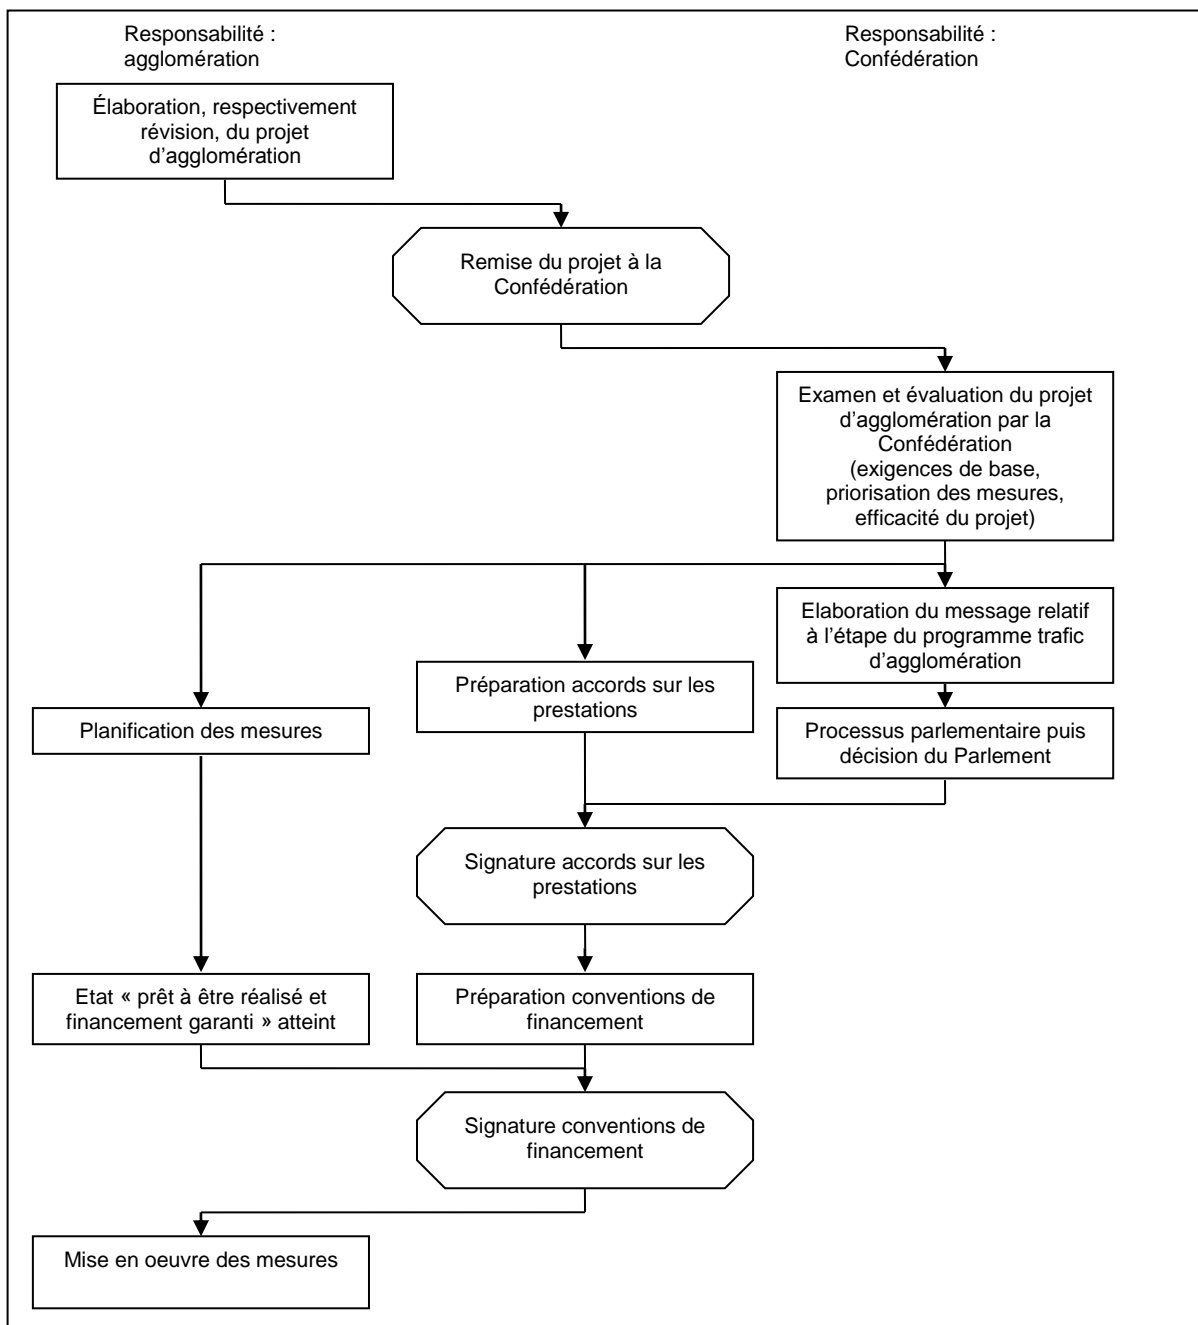 Responsabilité :
agglomération
Responsabilité :
Confédération
Élaboration, respectivement
révision, du projet
d’agglomération
Remise du projet à la
Confédération
Examen et évaluation du projet
d’agglomération par la
Confédération
(exigences de base,
priorisation des mesures,
efficacité du projet)
Elaboration du message relatif
à l’étape du programme trafic
d’agglomération
Préparation accords sur les
prestations
Planification des mesures
Processus parlementaire puis
décision du Parlement
Signature accords sur les
prestations
Etat « prêt à être réalisé et
financement garanti » atteint
Préparation conventions de
financement
Signature conventions de
financement
Mise en oeuvre des mesures